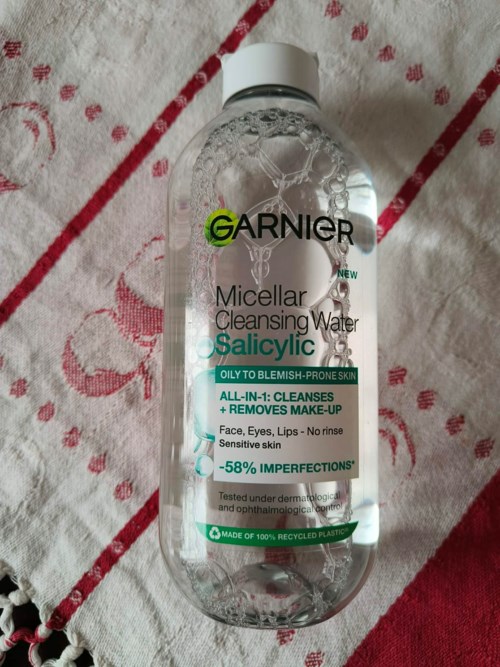 GARNIER
NEW
Micellar
Cleansing Water
Salicylic
OILY TO BLEMISH-PRONE SKIN
ALL-IN-1: CLEANSES
+ REMOVES MAKE-UP
Face, Eyes, Lips - No rinse
Sensitive skin
-58% IMPERFECTIONS*
Tested under dermatological
and ophthalmological control
MADE OF 100% RECYCLED PLASTIC**